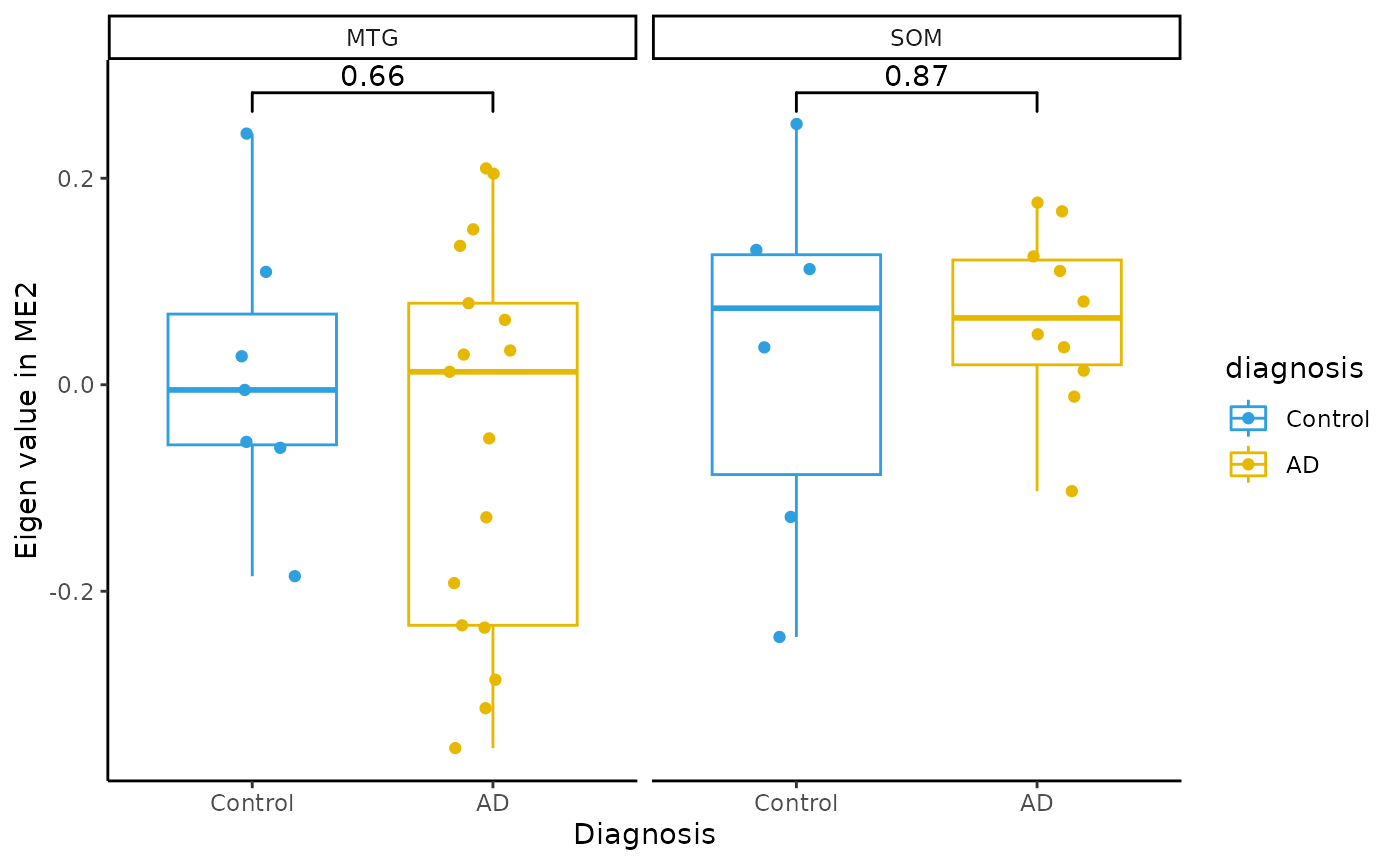 MTG
SOM
0.66
0.87
0.2
0.0
-0.2
Eigen value in ME2
Control
AD
Control
AD
Diagnosis
diagnosis
Control
AD